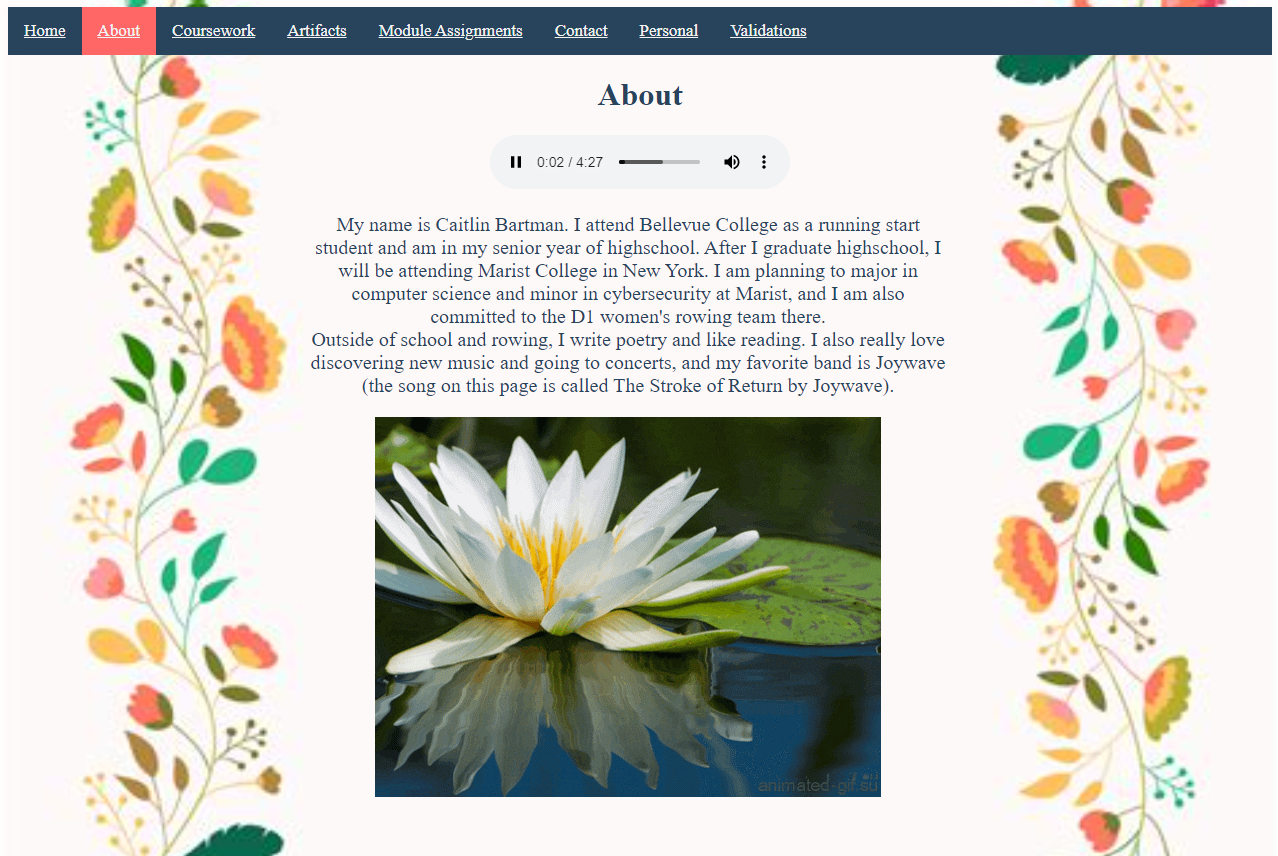 Home About Coursework Artifacts Module Assignments Contact Personal Validations
About
0:02 / 4:27
My name is Caitlin Bartman. I attend Bellevue College as a running start
student and am in my senior year of highschool. After I graduate highschool, I
will be attending Marist College in New York. I am planning to major in
computer science and minor in cybersecurity at Marist, and I am also
committed to the D1 women's rowing team there.
Outside of school and rowing, I write poetry and like reading. I also really love
discovering new music and going to concerts, and my favorite band is Joywave
(the song on this page is called The Stroke of Return by Joywave).
animated-gif.su